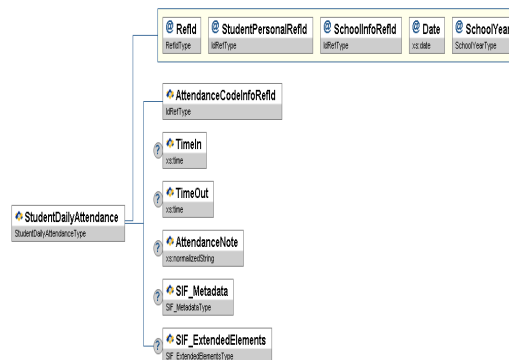 @ RefId
RefIdType
@ StudentPersonalRefId
IdRefType
@ SchoolInfoRefId
IdRefType
@ Date
xs:date
@ SchoolYear
SchoolYearType
AttendanceCodeInfoRefId
IdRefType
? TimeIn
xs:time
? TimeOut
xs:time
StudentDailyAttendance
StudentDailyAttendanceType
? AttendanceNote
xs:normalizedString
? SIF_Metadata
SIF_MetadataType
? SIF_ExtendedElements
SIF_ExtendedElementsType